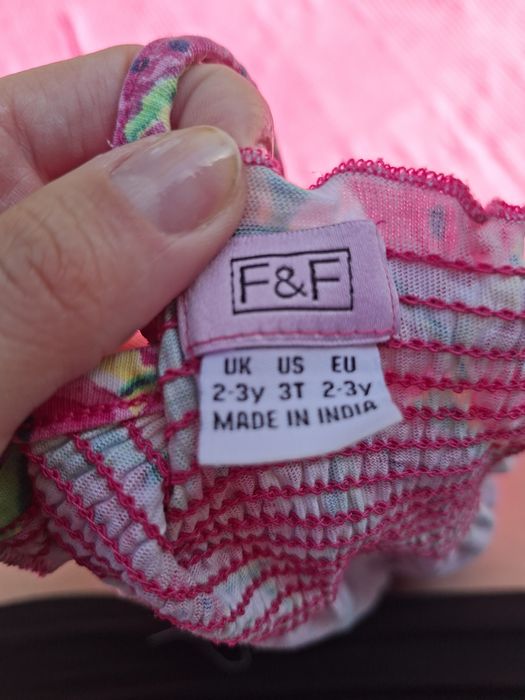 F&F
UK US EU
2-3y 3T 2-3y
MADE IN INDIA